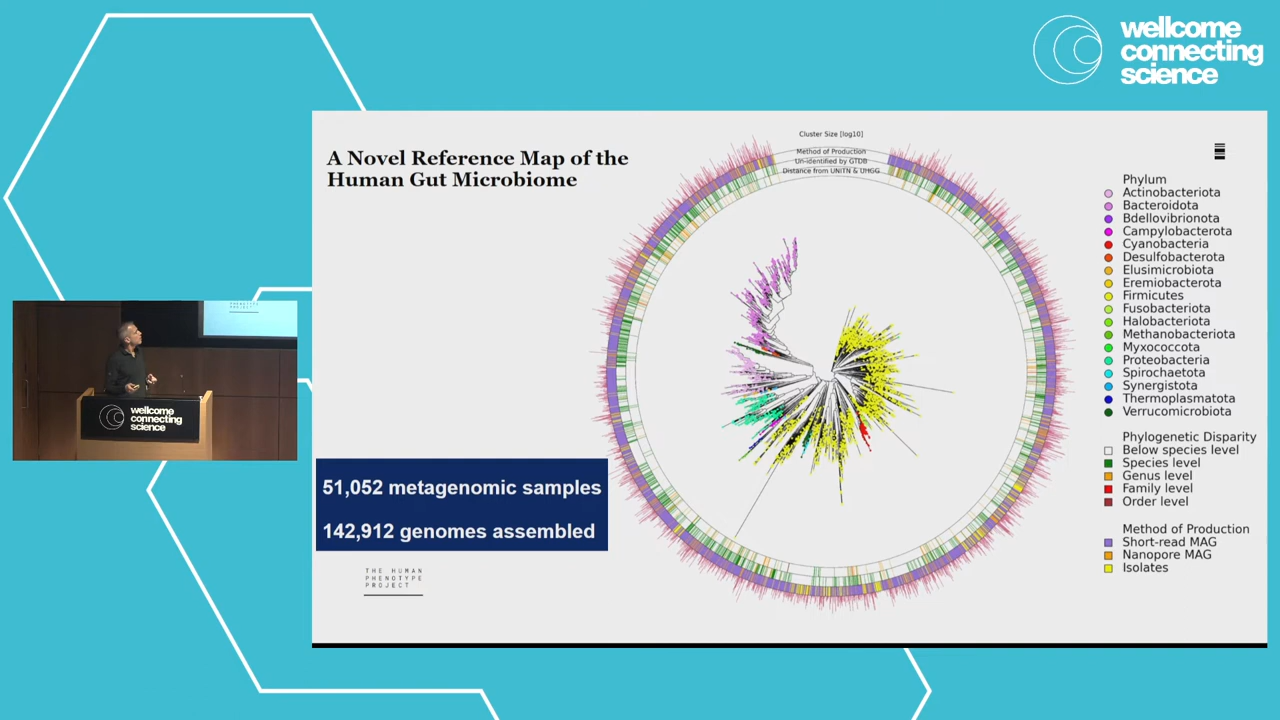 wellcome
connecting
science
A Novel Reference Map of the
Human Gut Microbiome
Cluster Size [log10]
Method of Production
Un-identified by GTDB
Distance from UNITN & UHGG
Phylum
Actinobacteriota
Bacteroidota
Bdellovibrionota
Campylobacterota
Cyanobacteria
Desulfobacterota
Elusimicrobiota
Eremiobacterota
Firmicutes
Fusobacteriota
Halobacteriota
Methanobacteriota
Myxococcota
Proteobacteria
Spirochaetota
Synergistota
Thermoplasmatota
Verrucomicrobiota
Phylogenetic Disparity
Below species level
Species level
Genus level
Family level
Order level
Method of Production
Short-read MAG
Nanopore MAG
Isolates
51,052 metagenomic samples
142,912 genomes assembled
THE HUMAN
PHENOTYPE
PROJECT
wellcome
connecting
science